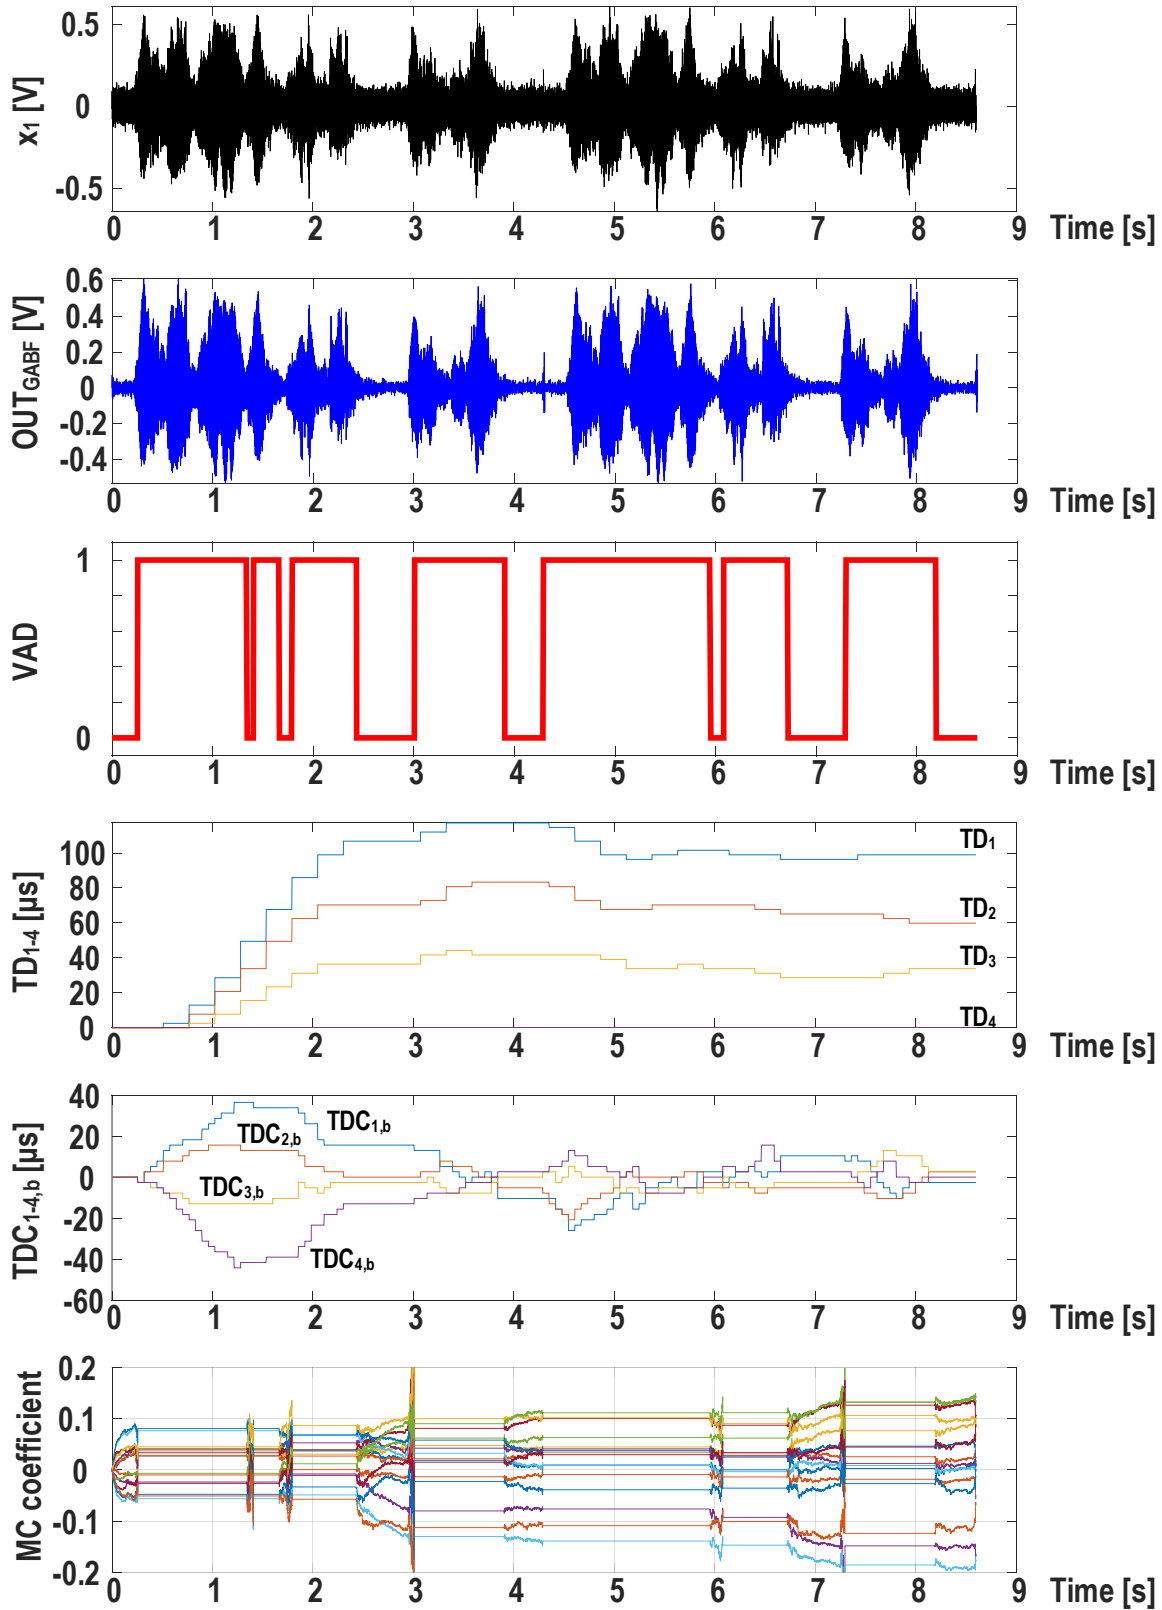 0.5
0
-0.5
x1 [V]
0 1 2 3 4 5 6 7 8 9 Time [s]
0.6
0.4
0.2
0
-0.2
-0.4
OUTGABF [V]
0 1 2 3 4 5 6 7 8 9 Time [s]
1
0
VAD
0 1 2 3 4 5 6 7 8 9 Time [s]
100
80
60
40
20
0
TD1-4 [µs]
TD1
TD2
TD3
TD4
0 1 2 3 4 5 6 7 8 9 Time [s]
40
20
0
-20
-40
-60
TDC1-4,b [µs]
TDC1,b
TDC2,b
TDC3,b
TDC4,b
0 1 2 3 4 5 6 7 8 9 Time [s]
0.2
0.1
0
-0.1
-0.2
MC coefficient
0 1 2 3 4 5 6 7 8 9 Time [s]